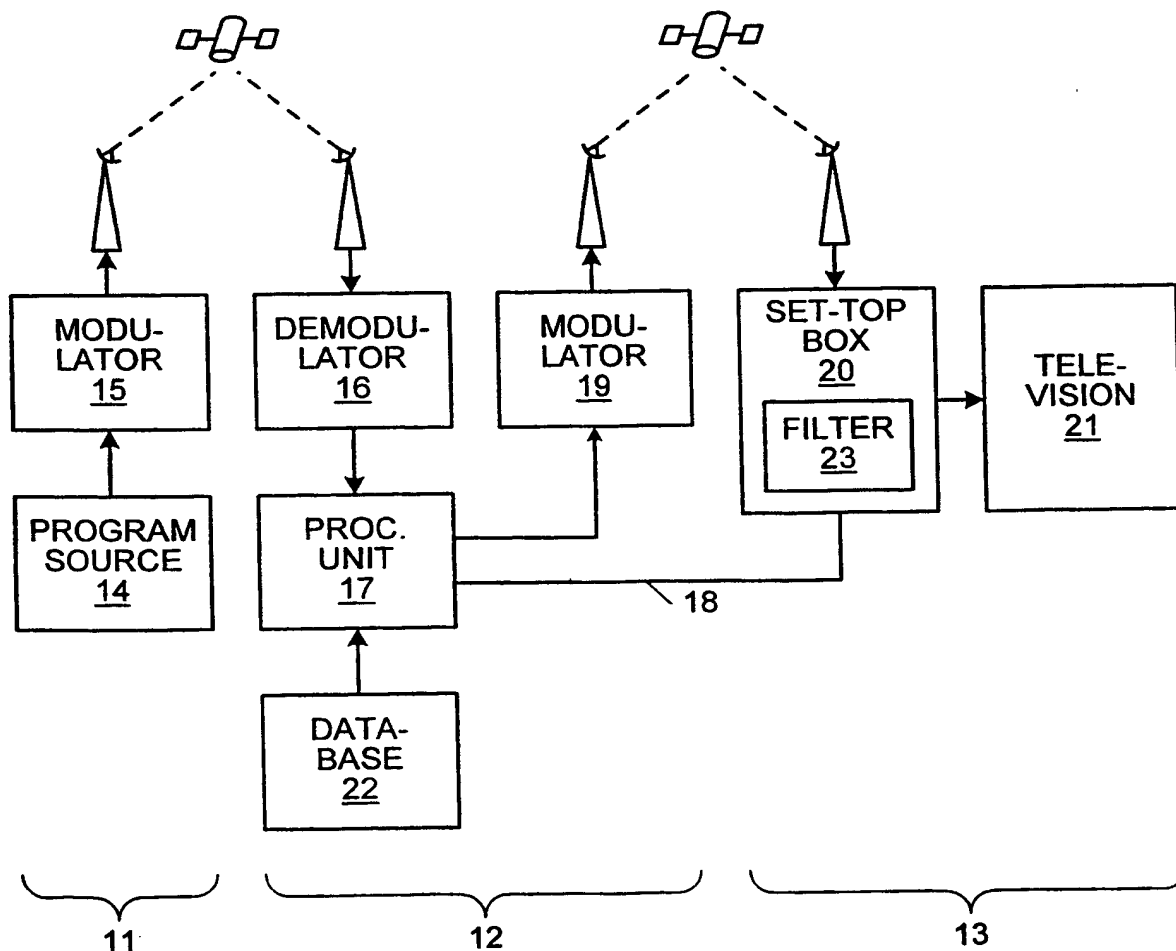 MODU-
LATOR
15
DEMODU-
LATOR
16
MODU-
LATOR
19
SET-TOP
BOX
20
FILTER
23
TELE-
VISION
21
PROGRAM
SOURCE
14
PROC.
UNIT
17
18
DATA-
BASE
22
11
12
13